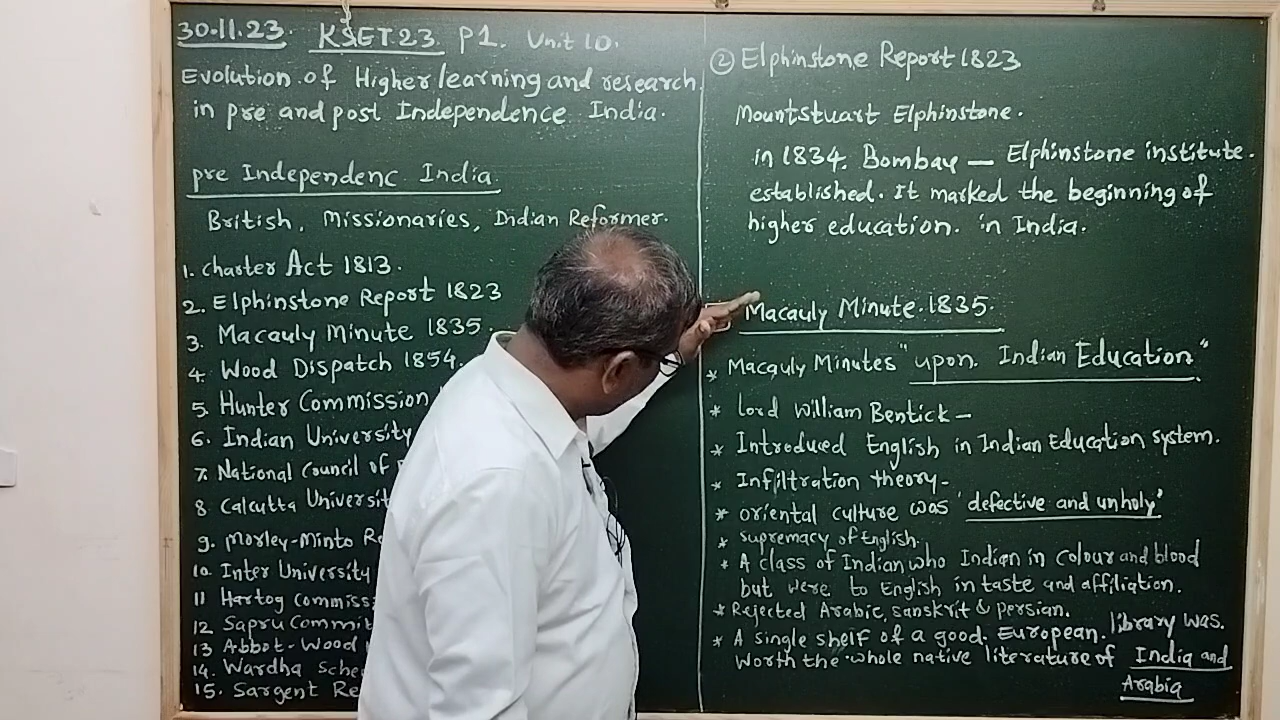 30.11.23. KSET 23 P1. Unit 10.
Evolution of Higher learning and research
in pre and post Independence India.
pre Independenc India
British, Missionaries, Indian Reformer.
1. charter Act 1813.
2. Elphinstone Report 1823
3. Macauly Minute 1835.
4. Wood Dispatch 1854.
5. Hunter Commission
6. Indian University
7. National Council of
8 Calcutta Universit
9. Morley-Minto Re
10. Inter University
11 Hartog Commiss
12 Sapru Commit
13 Abbot-Wood
14. Wardha Sche
15. Sargent Re
② Elphinstone Report 1823
Mountstuart Elphinstone.
in 1834. Bombay — Elphinstone institute.
established. It marked the beginning of
higher education. in India.
Macauly Minute. 1835.
* Macauly Minutes "upon. Indian Education"
* Lord William Bentick –
* Introduced English in Indian Education system.
* Infiltration theory-
* oriental culture was 'defective and unholy'
* supremacy of English.
* A class of Indian who Indian in colour and blood
but were to English in taste and affiliation.
* Rejected Arabic, sanskrit & persian.
* A single shelf of a good. European. library was.
worth the whole native literature of India and
Arabia